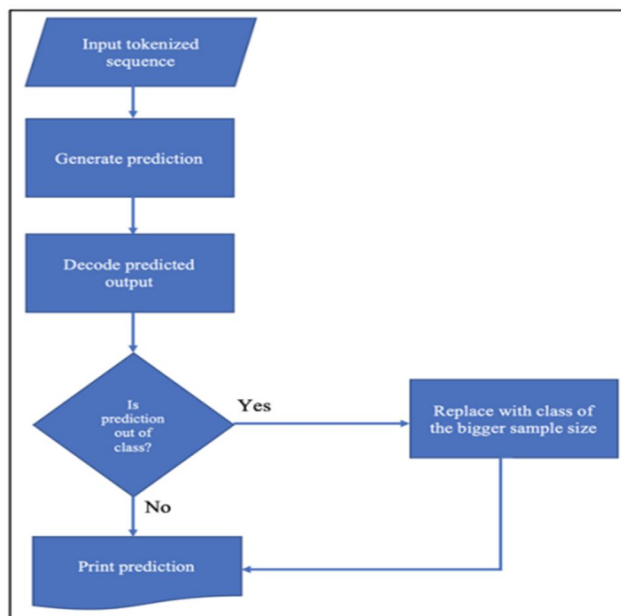 Input tokenized
sequence
Generate prediction
Decode predicted
output
Is
prediction
out of
class?
Yes
Replace with class of
the bigger sample size
No
Print prediction